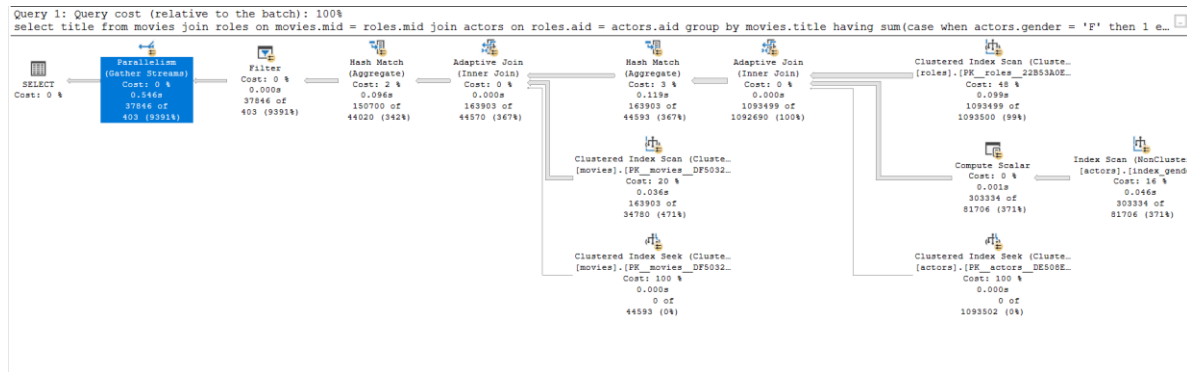 Query 1: Query cost (relative to the batch): 100%
select title from movies join roles on movies.mid = roles.mid join actors on roles.aid = actors.aid group by movies.title having sum(case when actors.gender = 'F' then 1 e...
SELECT
Cost: 0 %
Parallelism
(Gather Streams)
Cost: 0 %
0.546s
37846 of
403 (9391%)
Filter
Cost: 0 %
0.000s
37846 of
403 (9391%)
Hash Match
(Aggregate)
Cost: 2 %
0.096s
150700 of
44020 (342%)
Adaptive Join
(Inner Join)
Cost: 0 %
0.000s
163903 of
44570 (367%)
Hash Match
(Aggregate)
Cost: 3 %
0.119s
163903 of
44593 (367%)
Adaptive Join
(Inner Join)
Cost: 0 %
0.000s
1093499 of
1092690 (100%)
Clustered Index Scan (Cluste...
[roles].[PK__roles__22B53A0E...
Cost: 48 %
0.099s
1093499 of
1093500 (99%)
Clustered Index Scan (Cluste...
[movies].[PK__movies__DF5032...
Cost: 20 %
0.036s
163903 of
34780 (471%)
Compute Scalar
Cost: 0 %
0.001s
303334 of
81706 (371%)
Index Scan (NonCluste
[actors].[index_gend
Cost: 16 %
0.046s
303334 of
81706 (371%)
Clustered Index Seek (Cluste...
[movies].[PK__movies__DF5032...
Cost: 100 %
0.000s
0 of
44593 (0%)
Clustered Index Seek (Cluste...
[actors].[PK__actors__DE508E...
Cost: 100 %
0.000s
0 of
1093502 (0%)